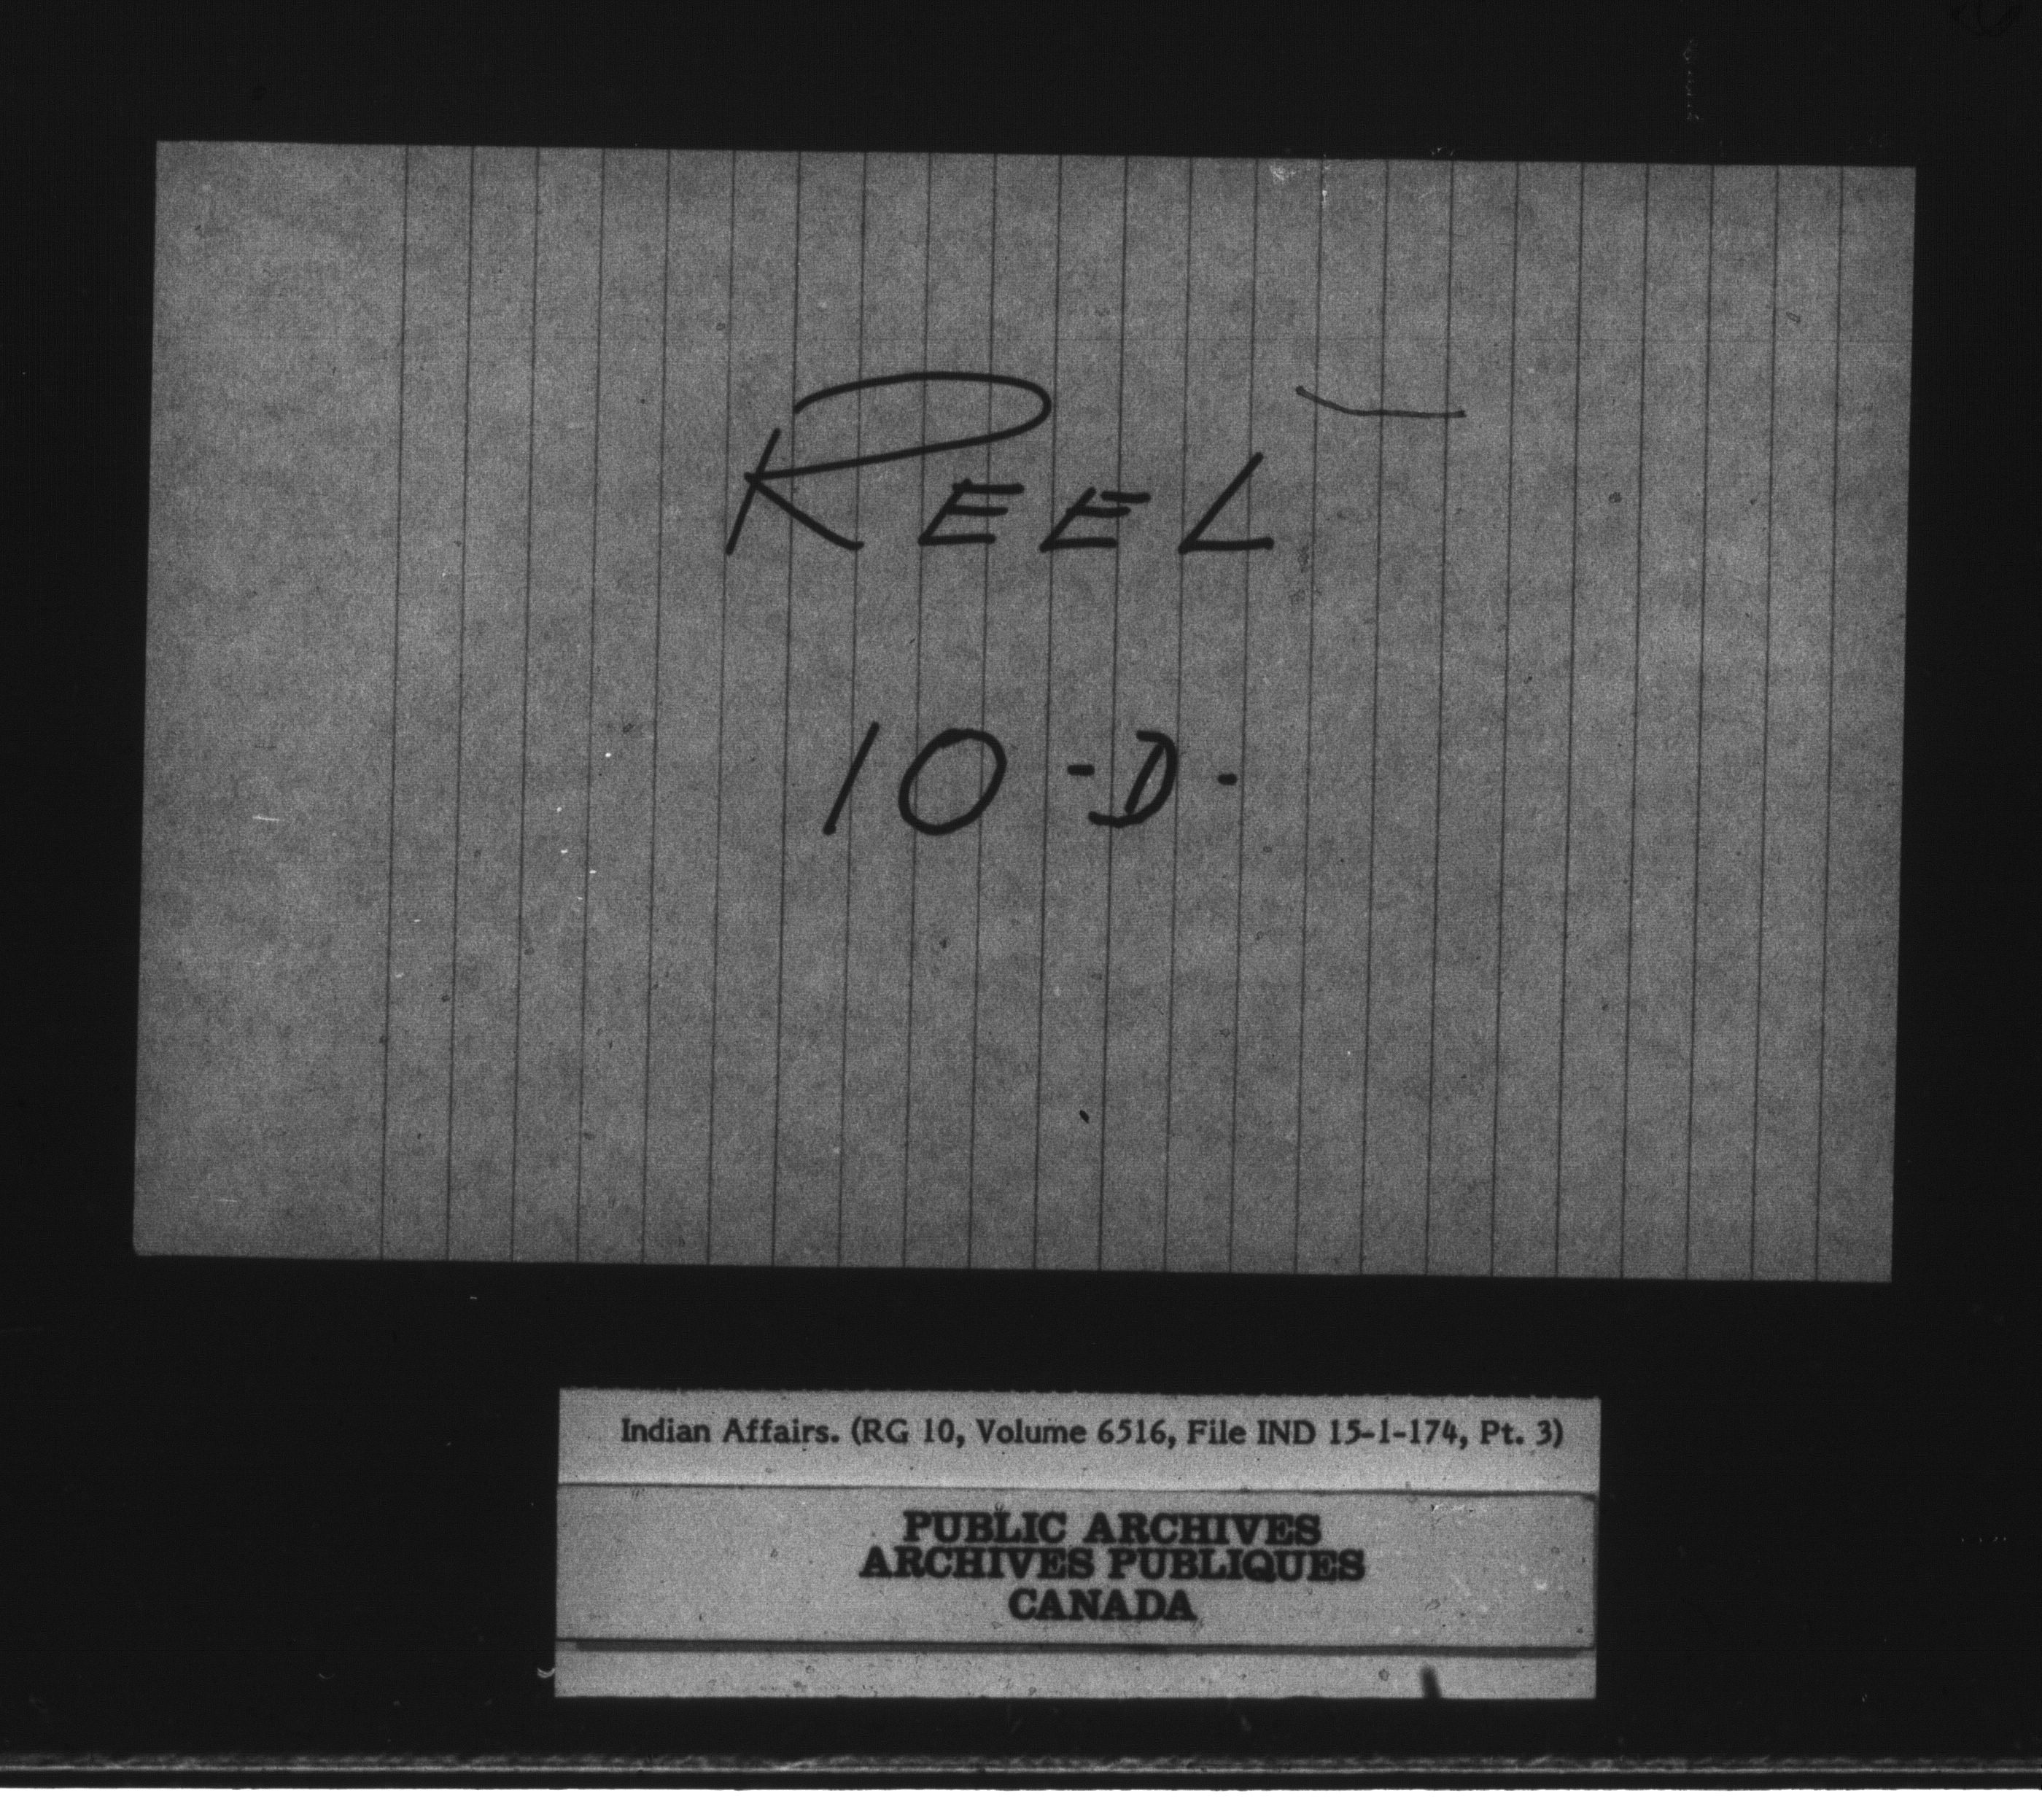 REEL
10 -D-
Indian Affairs. (RG 10, Volume 6516, File IND 15-1-174, Pt. 3)
PUBLIC ARCHIVES
ARCHIVES PUBLIQUES
CANADA